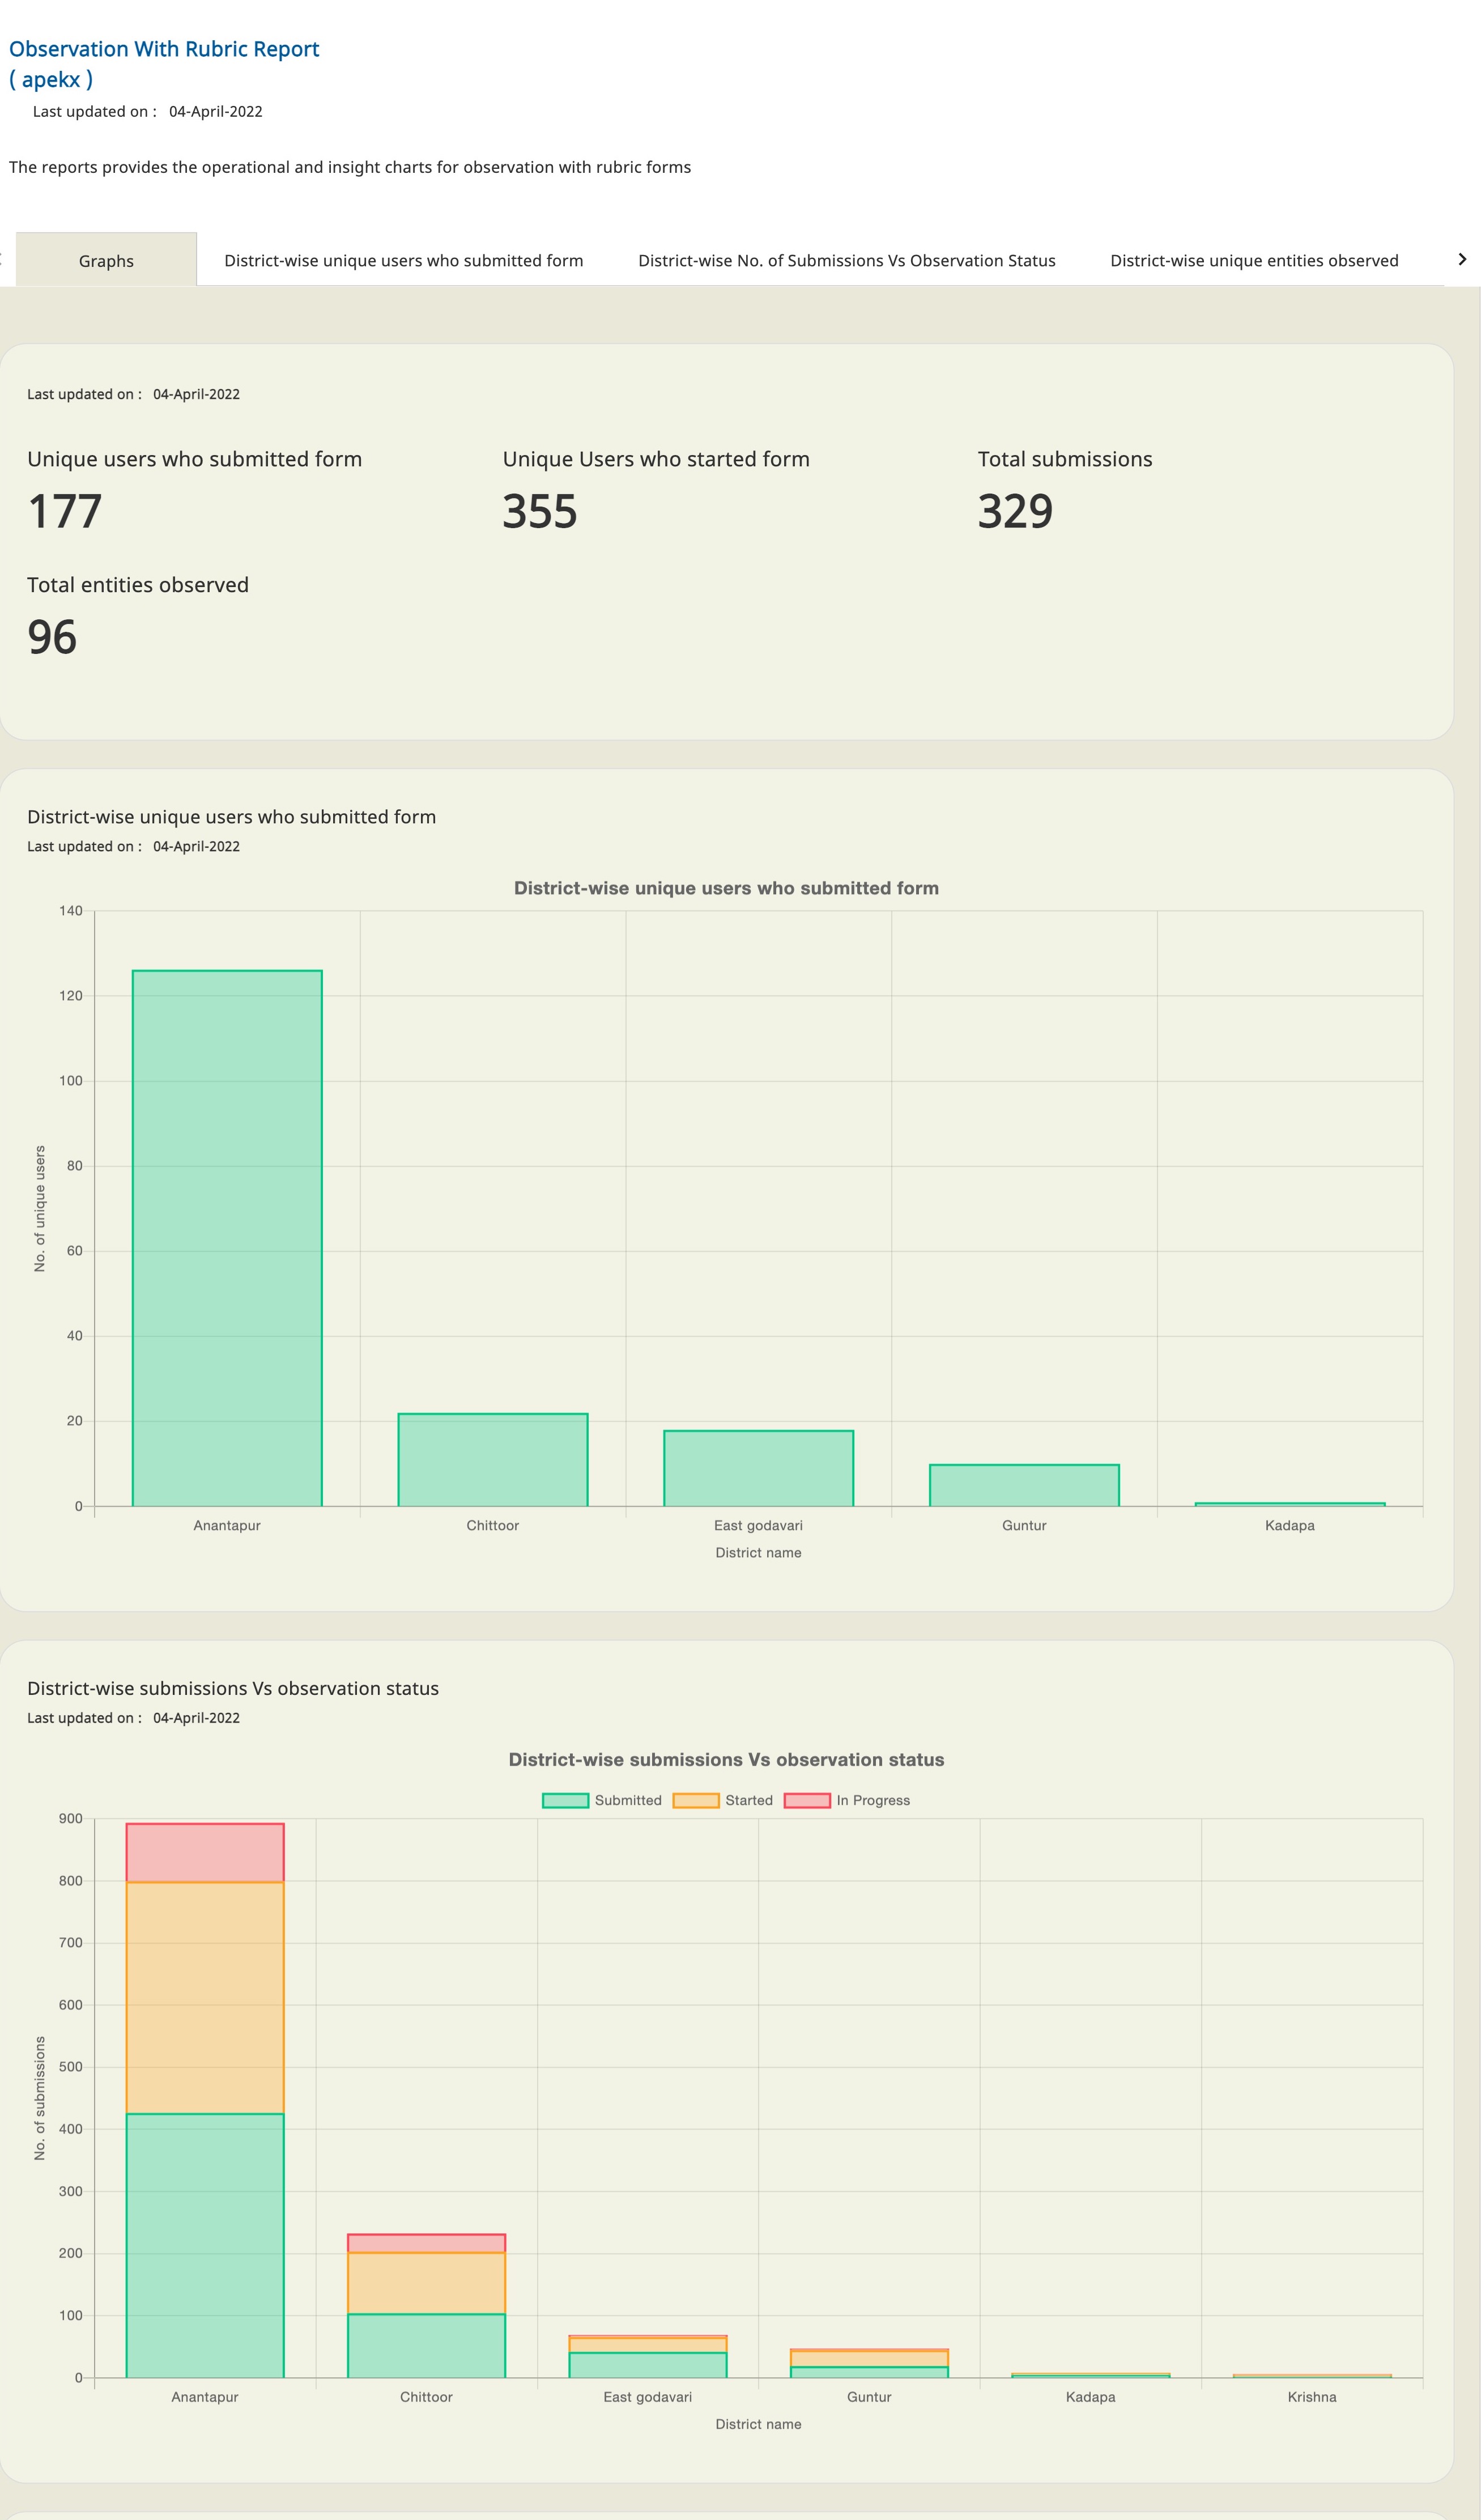 Observation With Rubric Report
( apekx )
Last updated on : 04-April-2022
The reports provides the operational and insight charts for observation with rubric forms
Graphs District-wise unique users who submitted form District-wise No. of Submissions Vs Observation Status District-wise unique entities observed
Last updated on : 04-April-2022
Unique users who submitted form Unique Users who started form Total submissions
177 355 329
Total entities observed
96
District-wise unique users who submitted form
Last updated on : 04-April-2022
District-wise unique users who submitted form
140
120
100
80
60
40
20
0
No. of unique users
Anantapur Chittoor East godavari Guntur Kadapa
District name
District-wise submissions Vs observation status
Last updated on : 04-April-2022
District-wise submissions Vs observation status
Submitted Started In Progress
900
800
700
600
500
400
300
200
100
0
No. of submissions
Anantapur Chittoor East godavari Guntur Kadapa Krishna
District name